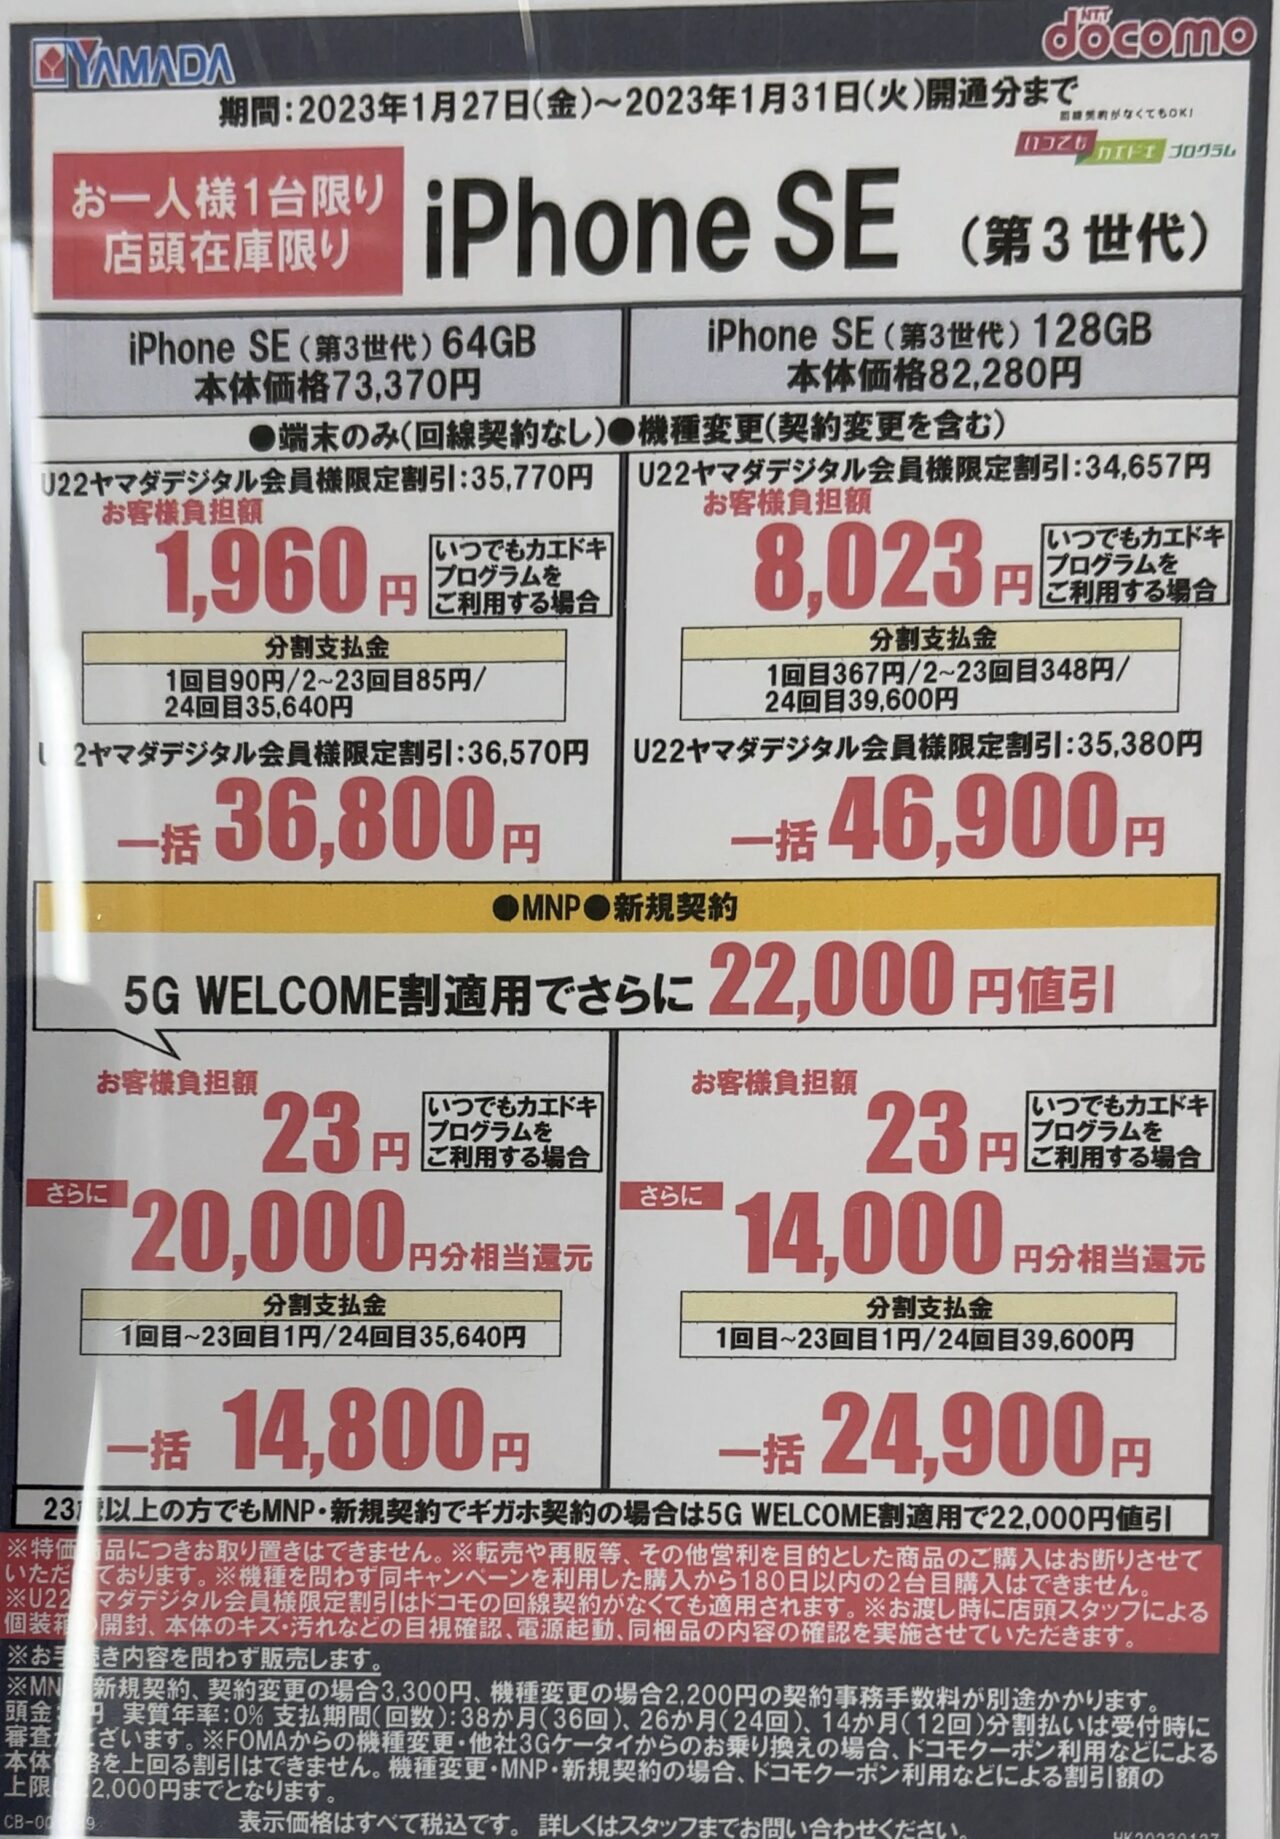 YAMADA
NTT docomo
期間:2023年1月27日(金)~2023年1月31日(火)開通分まで
回線契約がなくてもOK!
いつでもカエドキプログラム
お一人様1台限り
店頭在庫限り
iPhone SE (第3世代)
iPhone SE(第3世代)64GB
本体価格73,370円
iPhone SE(第3世代)128GB
本体価格82,280円
●端末のみ(回線契約なし)●機種変更(契約変更を含む)
U22ヤマダデジタル会員様限定割引:35,770円
お客様負担額
1,960円
いつでもカエドキ
プログラムを
ご利用する場合
分割支払金
1回目90円/2~23回目85円/
24回目35,640円
U22ヤマダデジタル会員様限定割引:36,570円
一括36,800円
U22ヤマダデジタル会員様限定割引:34,657円
お客様負担額
8,023円
いつでもカエドキ
プログラムを
ご利用する場合
分割支払金
1回目367円/2~23回目348円/
24回目39,600円
U22ヤマダデジタル会員様限定割引:35,380円
一括46,900円
●MNP●新規契約
5G WELCOME割適用でさらに22,000円値引
お客様負担額
23円
いつでもカエドキ
プログラムを
ご利用する場合
さらに
20,000円分相当還元
分割支払金
1回目~23回目1円/24回目35,640円
一括 14,800円
お客様負担額
23円
いつでもカエドキ
プログラムを
ご利用する場合
さらに
14,000円分相当還元
分割支払金
1回目~23回目1円/24回目39,600円
一括24,900円
23歳以上の方でもMNP・新規契約でギガホ契約の場合は5G WELCOME割適用で22,000円値引
※特価商品につきお取り置きはできません。※転売や再販等、その他営利を目的とした商品のご購入はお断りさせて
いただいております。※機種を問わず同キャンペーンを利用した購入から180日以内の2台目購入はできません。
※U22ヤマダデジタル会員様限定割引はドコモの回線契約がなくても適用されます。※お渡し時に店頭スタッフによる
個装箱の開封、本体のキズ・汚れなどの目視確認、電源起動、同梱品の内容の確認を実施させていただきます。
※お手続き内容を問わず販売します。
※MNP、新規契約、契約変更の場合3,300円、機種変更の場合2,200円の契約事務手数料が別途かかります。
頭金 円 実質年率:0% 支払期間(回数):38か月(36回)、26か月(24回)、14か月(12回)分割払いは受付時に
審査がございます。※FOMAからの機種変更・他社3Gケータイからのお乗り換えの場合、ドコモクーポン利用などによる
本体価格を上回る割引はできません。機種変更・MNP・新規契約の場合、ドコモクーポン利用などによる割引額の
上限は22,000円までとなります。
表示価格はすべて税込です。詳しくはスタッフまでお問い合わせください。